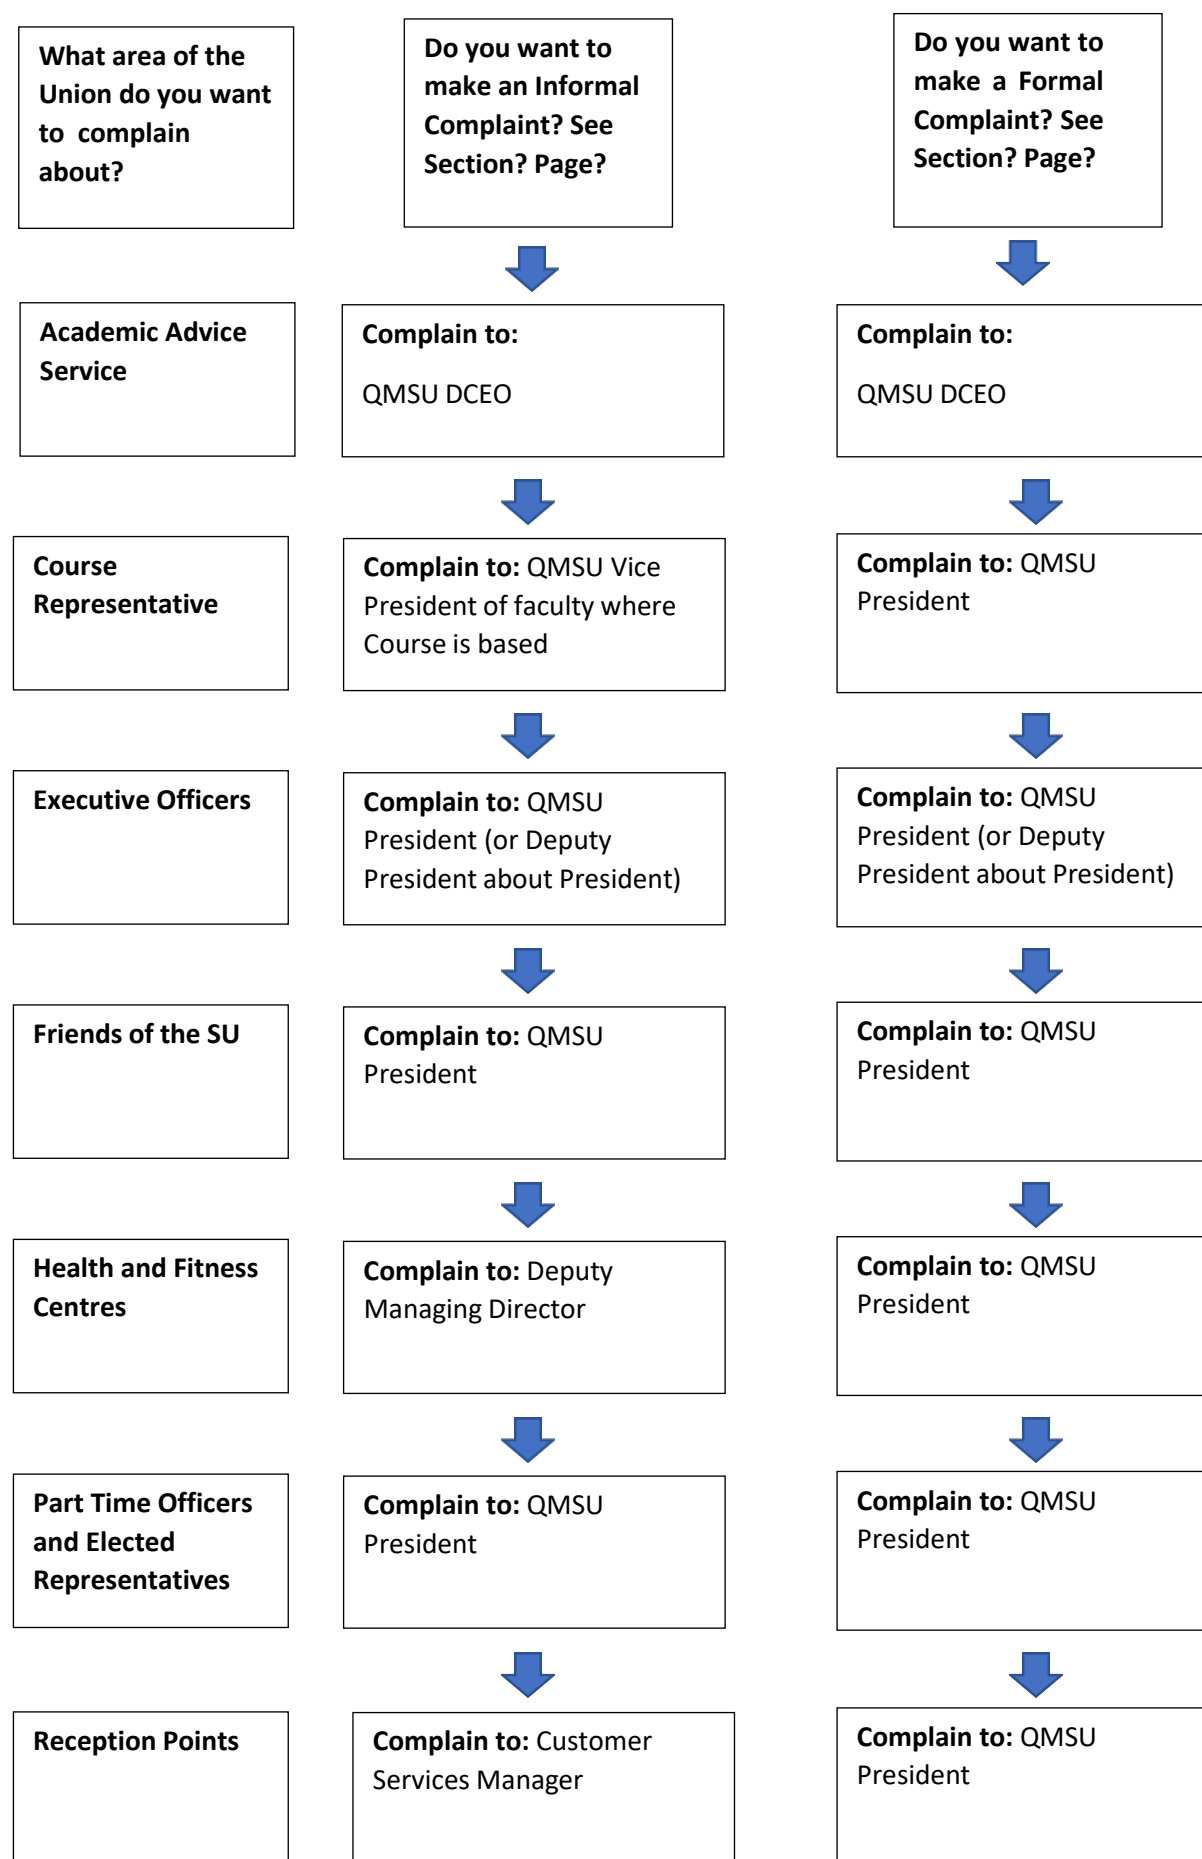 What area of the
Union do you want
to complain
about?
Do you want to
make an Informal
Complaint? See
Section? Page?
Do you want to
make a Formal
Complaint? See
Section? Page?
Academic Advice
Service
Complain to:
QMSU DCEO
Complain to:
QMSU DCEO
Course
Representative
Complain to: QMSU Vice
President of faculty where
Course is based
Complain to: QMSU
President
Executive Officers
Complain to: QMSU
President (or Deputy
President about President)
Complain to: QMSU
President (or Deputy
President about President)
Friends of the SU
Complain to: QMSU
President
Complain to: QMSU
President
Health and Fitness
Centres
Complain to: Deputy
Managing Director
Complain to: QMSU
President
Part Time Officers
and Elected
Representatives
Complain to: QMSU
President
Complain to: QMSU
President
Reception Points
Complain to: Customer
Services Manager
Complain to: QMSU
President